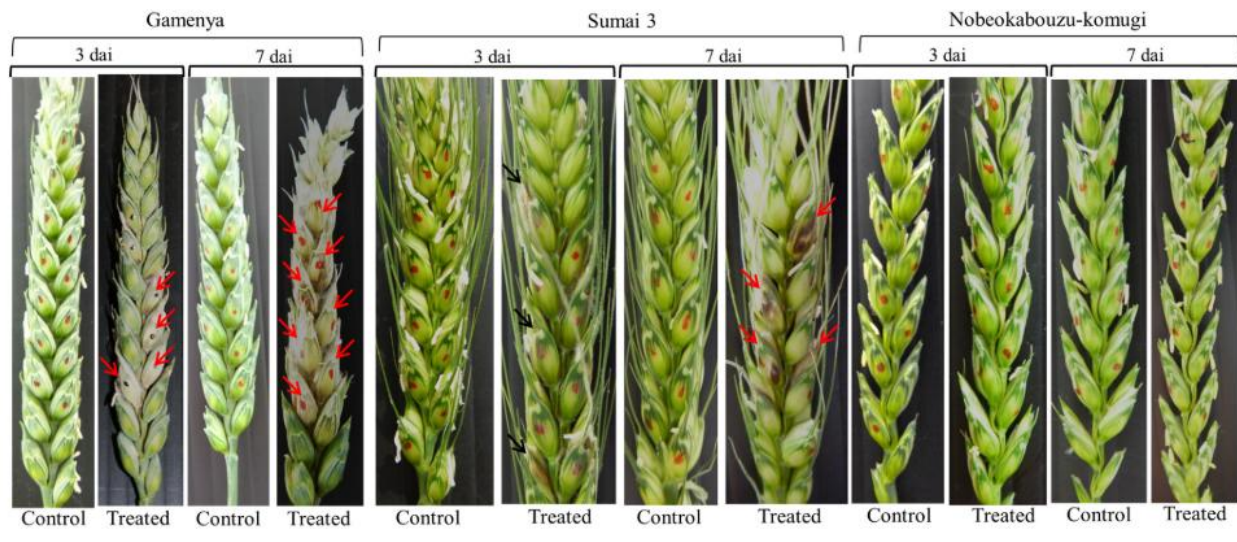 Gamenya Sumai 3 Nobeokabouzu-komugi
3 dai 7 dai 3 dai 7 dai 3 dai 7 dai
Control Treated Control Treated Control Treated Control Treated Control Treated Control Treated